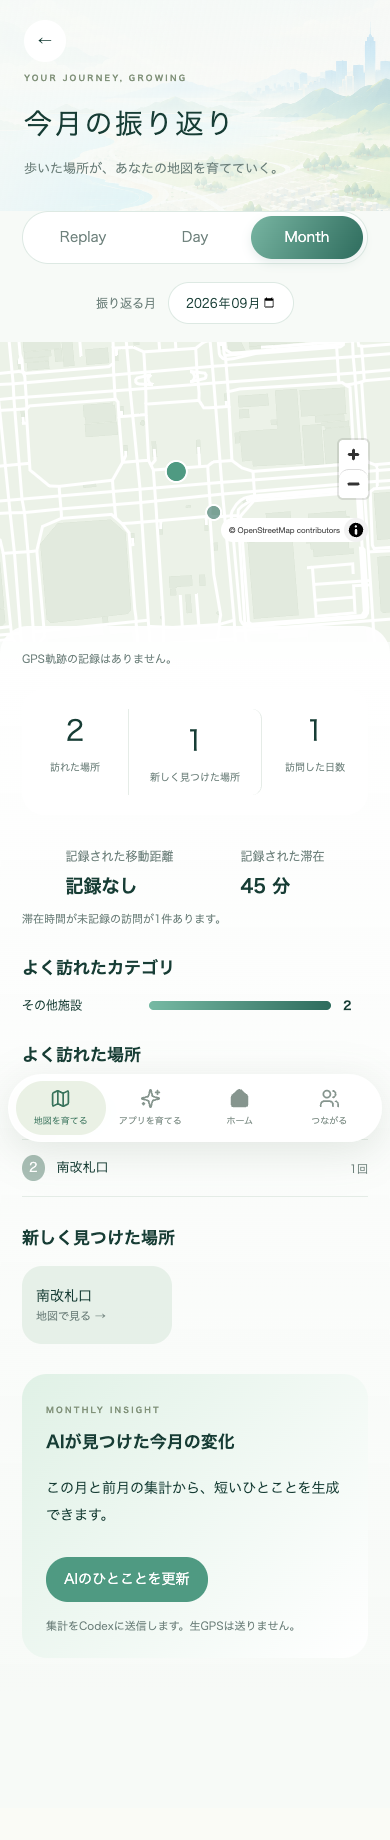 ←
YOUR JOURNEY, GROWING
今月の振り返り
歩いた場所が、あなたの地図を育てていく。
Replay Day Month
振り返る月 2026年09月
© OpenStreetMap contributors
GPS軌跡の記録はありません。
2 1 1
訪れた場所 新しく見つけた場所 訪問した日数
記録された移動距離 記録された滞在
記録なし 45 分
滞在時間が未記録の訪問が1件あります。
よく訪れたカテゴリ
その他施設 2
よく訪れた場所
地図を育てる アプリを育てる ホーム つながる
2 南改札口 1回
新しく見つけた場所
南改札口
地図で見る →
MONTHLY INSIGHT
AIが見つけた今月の変化
この月と前月の集計から、短いひとことを生成
できます。
AIのひとことを更新
集計をCodexに送信します。生GPSは送りません。